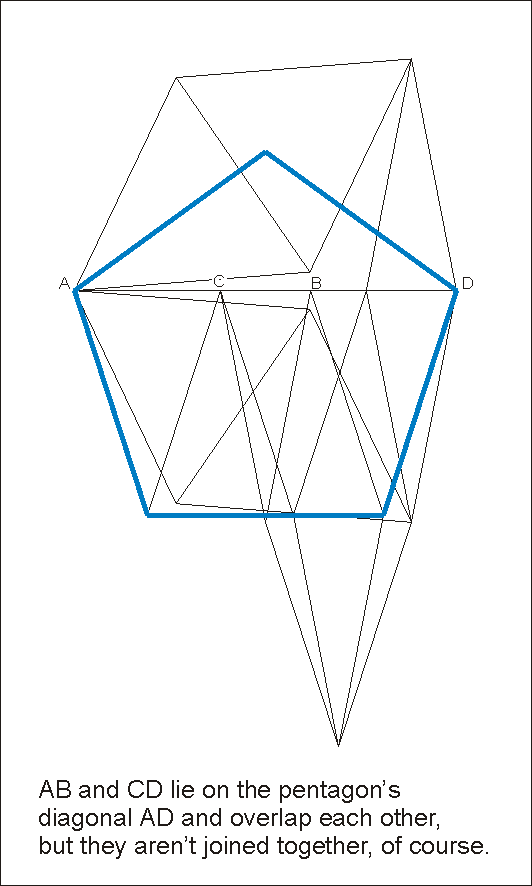 A C B D
AB and CD lie on the pentagon’s
diagonal AD and overlap each other,
but they aren’t joined together, of course.